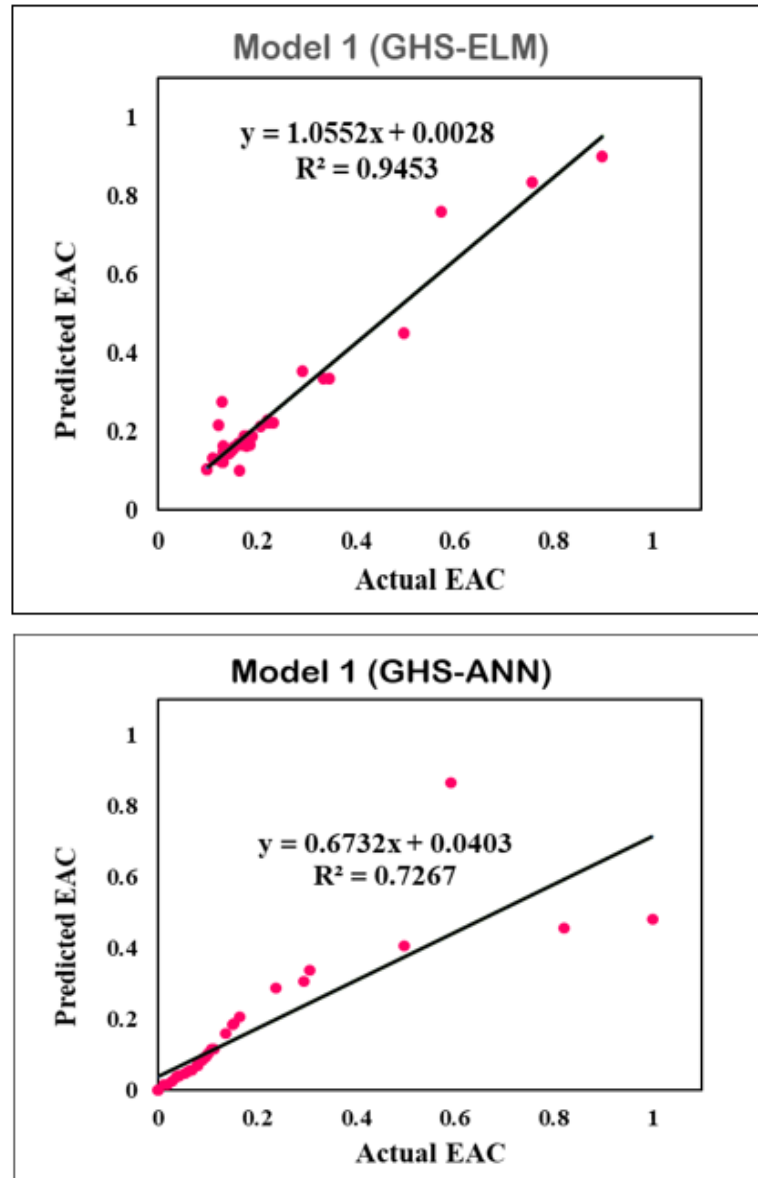 Model 1 (GHS-ELM)
y = 1.0552x + 0.0028
R² = 0.9453
Predicted EAC
1
0.8
0.6
0.4
0.2
0
0 0.2 0.4 0.6 0.8 1
Actual EAC
Model 1 (GHS-ANN)
y = 0.6732x + 0.0403
R² = 0.7267
Predicted EAC
1
0.8
0.6
0.4
0.2
0
0 0.2 0.4 0.6 0.8 1
Actual EAC